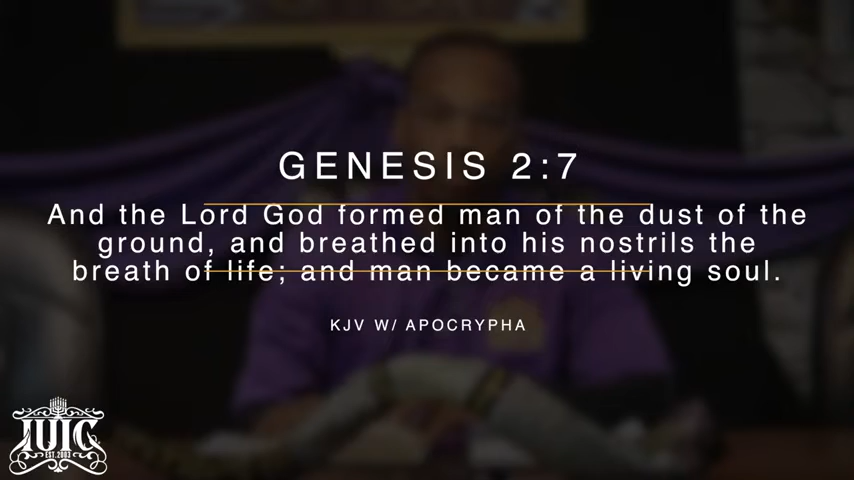 GENESIS 2:7
And the Lord God formed man of the dust of the
ground, and breathed into his nostrils the
breath of life; and man became a living soul.
KJV W/ APOCRYPHA
IUIC
EST. 2003